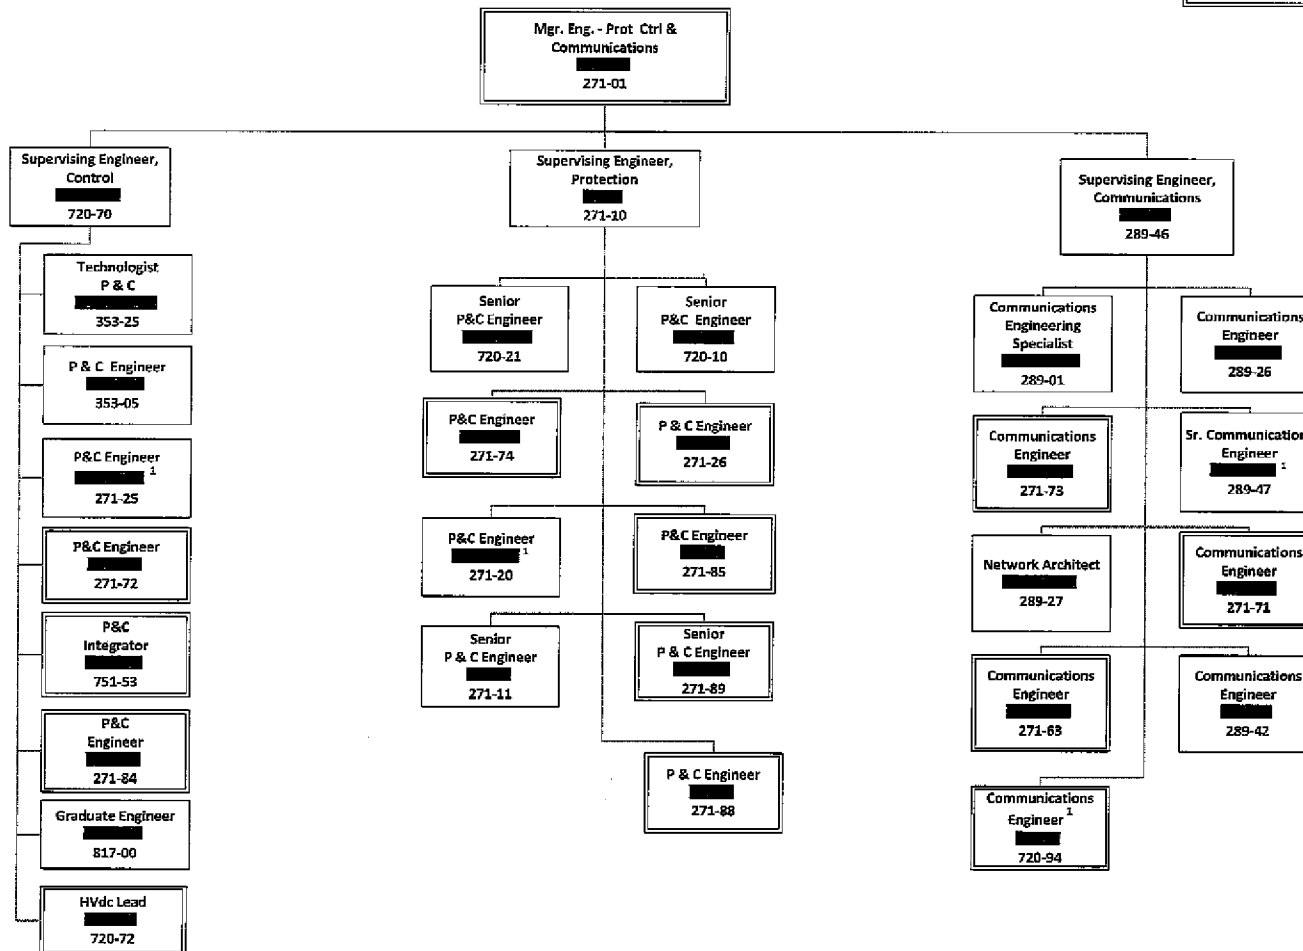 Mgr. Eng. - Prot Ctrl &
Communications
271-01
Supervising Engineer,
Control
720-70
Technologist
P & C
353-25
P & C Engineer
353-05
P&C Engineer
1
271-25
P&C Engineer
271-72
P&C
Integrator
751-53
P&C
Engineer
271-84
Graduate Engineer
817-00
HVdc Lead
720-72
Supervising Engineer,
Protection
271-10
Senior
P&C Engineer
720-21
Senior
P&C Engineer
720-10
P&C Engineer
271-74
P & C Engineer
271-26
P&C Engineer
1
271-20
P&C Engineer
271-85
Senior
P & C Engineer
271-11
Senior
P & C Engineer
271-89
P & C Engineer
271-88
Supervising Engineer,
Communications
289-46
Communications
Engineering
Specialist
289-01
Communications
Engineer
289-26
Communications
Engineer
271-73
Sr. Communication
Engineer
1
289-47
Network Architect
289-27
Communications
Engineer
271-71
Communications
Engineer
271-63
Communications
Engineer
289-42
Communications
Engineer 1
720-94